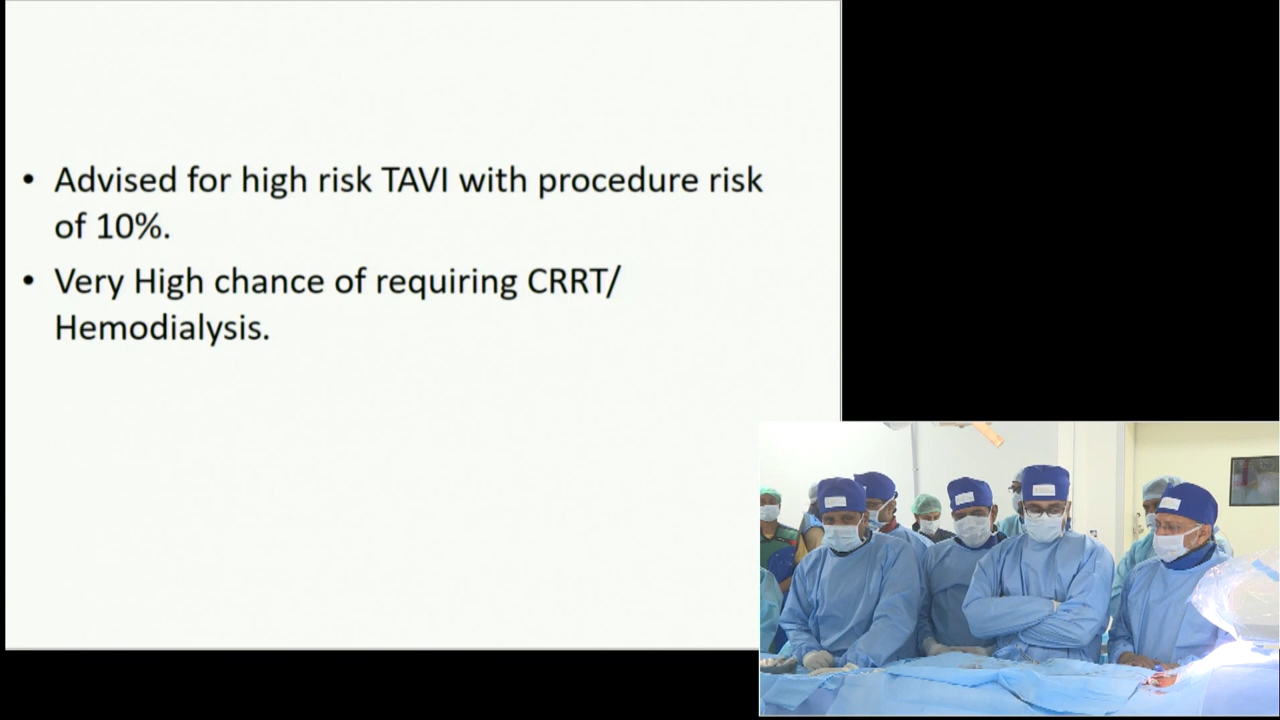 • Advised for high risk TAVI with procedure risk
of 10%.
• Very High chance of requiring CRRT/
Hemodialysis.